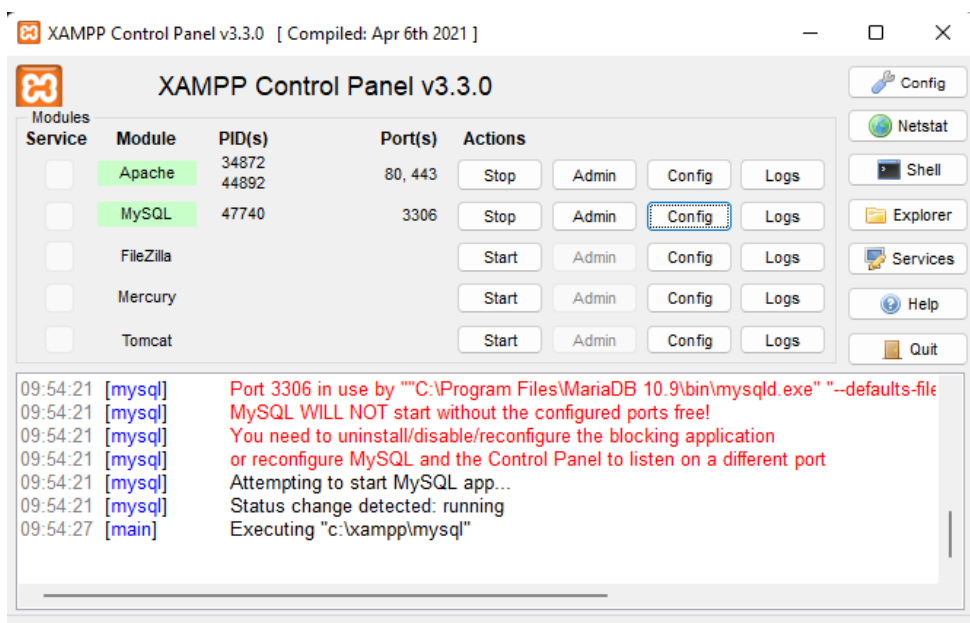 XAMPP Control Panel v3.3.0 [ Compiled: Apr 6th 2021 ]
XAMPP Control Panel v3.3.0
Config
Modules
Service Module PID(s) Port(s) Actions
Netstat
Apache 34872 44892 80, 443 Stop Admin Config Logs
Shell
MySQL 47740 3306 Stop Admin Config Logs
Explorer
FileZilla Start Admin Config Logs
Services
Mercury Start Admin Config Logs
Help
Tomcat Start Admin Config Logs
Quit
09:54:21 [mysql] Port 3306 in use by ""C:\Program Files\MariaDB 10.9\bin\mysqld.exe" "--defaults-file
09:54:21 [mysql] MySQL WILL NOT start without the configured ports free!
09:54:21 [mysql] You need to uninstall/disable/reconfigure the blocking application
09:54:21 [mysql] or reconfigure MySQL and the Control Panel to listen on a different port
09:54:21 [mysql] Attempting to start MySQL app...
09:54:21 [mysql] Status change detected: running
09:54:27 [main] Executing "c:\xampp\mysql"